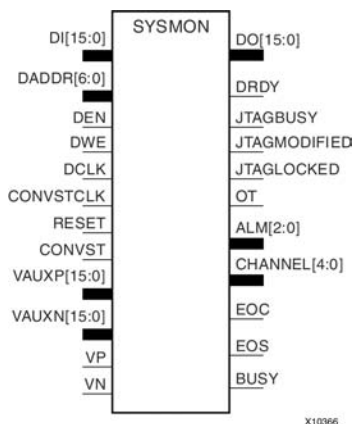 SYSMON
DI[15:0]
DADDR[6:0]
DEN
DWE
DCLK
CONVSTCLK
RESET
CONVST
VAUXP[15:0]
VAUXN[15:0]
VP
VN
DO[15:0]
DRDY
JTAGBUSY
JTAGMODIFIED
JTAGLOCKED
OT
ALM[2:0]
CHANNEL[4:0]
EOC
EOS
BUSY
X10366